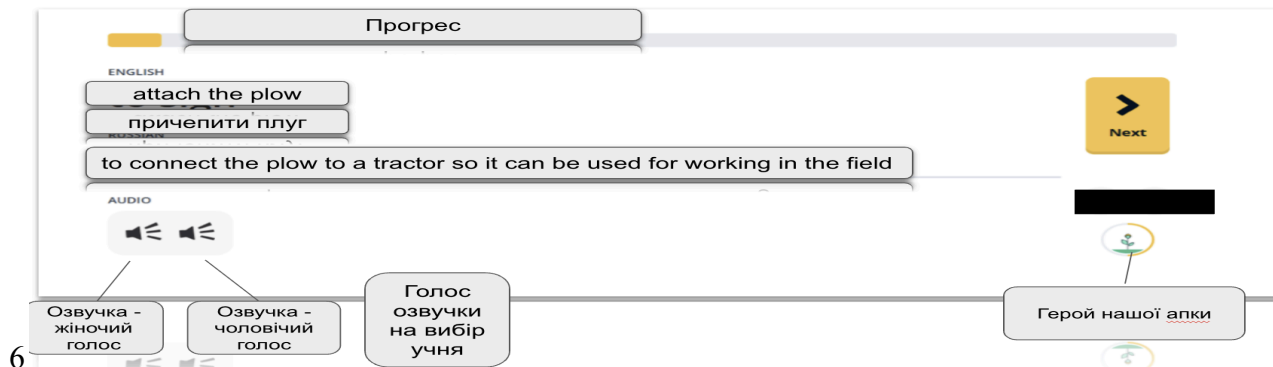 Прогрес
ENGLISH
attach the plow
причепити плуг
to connect the plow to a tractor so it can be used for working in the field
Next
AUDIO
Озвучка -
жіночий
голос
Озвучка -
чоловічий
голос
Голос
озвучки
на вибір
учня
Герой нашої апки
6